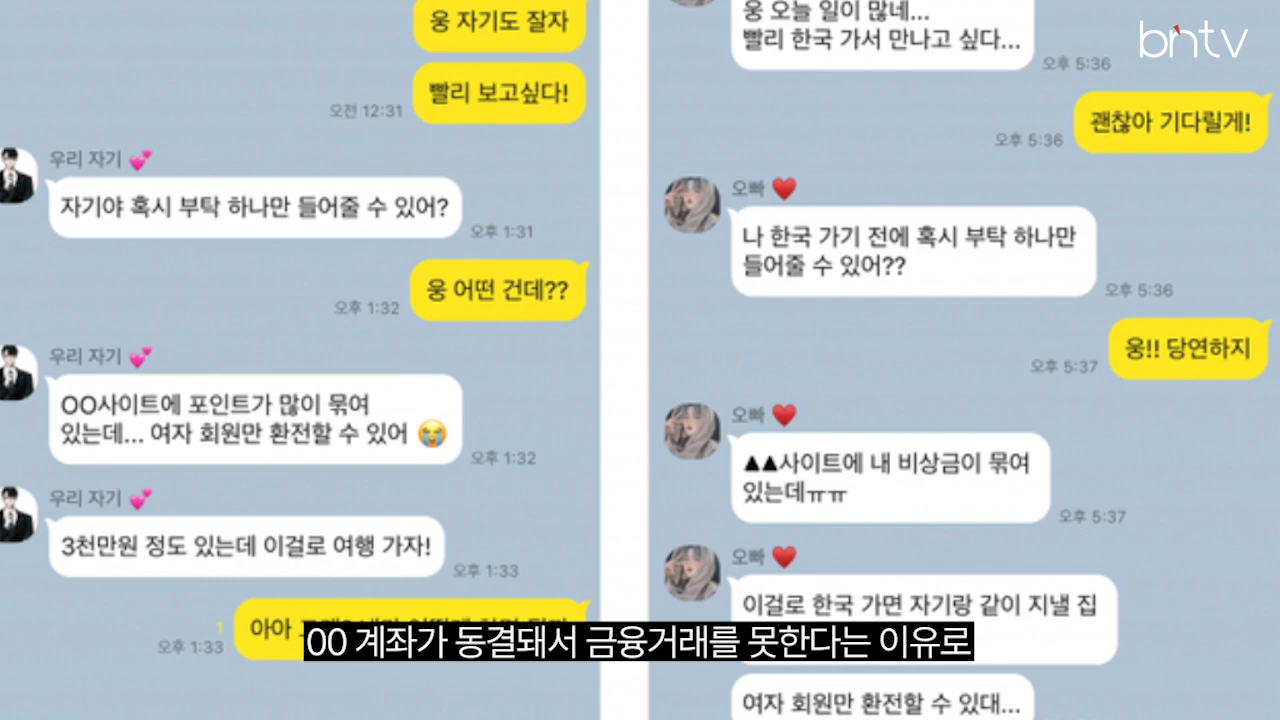 bntv
웅 자기도 잘자
빨리 보고싶다!
오전 12:31
우리 자기
자기야 혹시 부탁 하나만 들어줄 수 있어?
오후 1:31
웅 어떤 건데??
오후 1:32
우리 자기
OO사이트에 포인트가 많이 묶여
있는데... 여자 회원만 환전할 수 있어
오후 1:32
우리 자기
3천만원 정도 있는데 이걸로 여행 가자!
오후 1:33
아아
1
오후 1:33
웅 오늘 일이 많네...
빨리 한국 가서 만나고 싶다...
오후 5:36
괜찮아 기다릴게!
오후 5:36
오빠
나 한국 가기 전에 혹시 부탁 하나만
들어줄 수 있어??
오후 5:36
웅!! 당연하지
오후 5:37
오빠
▲▲사이트에 내 비상금이 묶여
있는데ㅠㅠ
오후 5:37
오빠
이걸로 한국 가면 자기랑 같이 지낼 집
여자 회원만 환전할 수 있대...
00 계좌가 동결돼서 금융거래를 못한다는 이유로